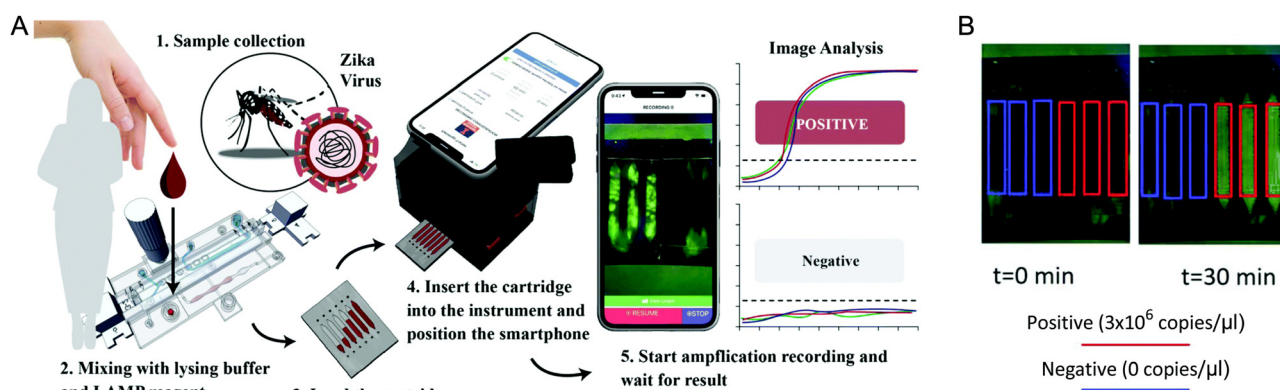 A
1. Sample collection
Zika
Virus
2. Mixing with lysing buffer
4. Insert the cartridge
into the instrument and
position the smartphone
RECORDING
RESUME
STOP
5. Start ampflication recording and
wait for result
Image Analysis
POSITIVE
Negative
B
t=0 min
t=30 min
Positive (3x10⁶ copies/µl)
Negative (0 copies/µl)